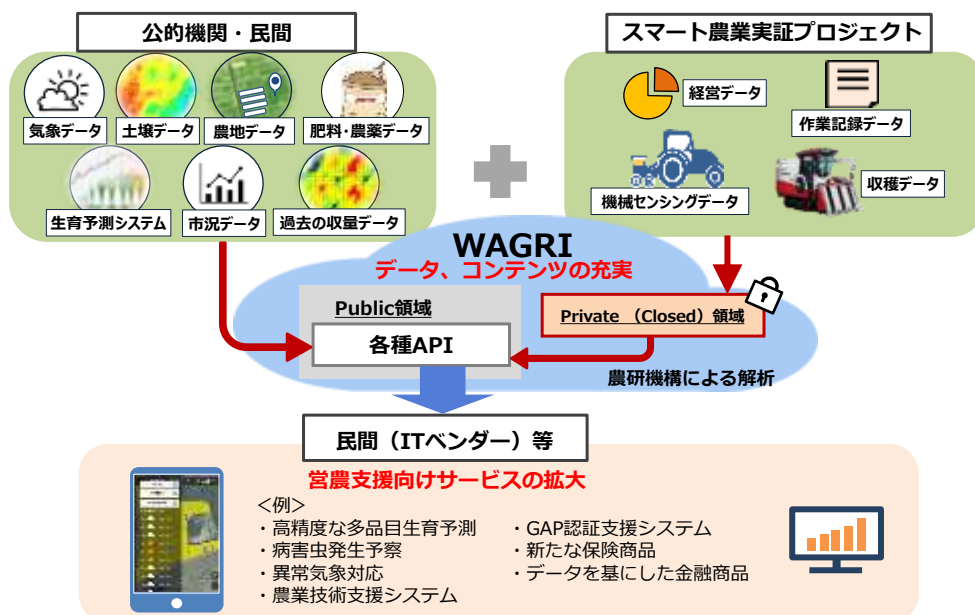 公的機関・民間
スマート農業実証プロジェクト
気象データ
土壌データ
農地データ
肥料・農薬データ
生育予測システム
市況データ
過去の収量データ
経営データ
作業記録データ
機械センシングデータ
収穫データ
WAGRI
データ、コンテンツの充実
Public領域
各種API
Private （Closed）領域
農研機構による解析
民間（ITベンダー）等
営農支援向けサービスの拡大
＜例＞
・高精度な多品目生育予測
・病害虫発生予察
・異常気象対応
・農業技術支援システム
・GAP認証支援システム
・新たな保険商品
・データを基にした金融商品